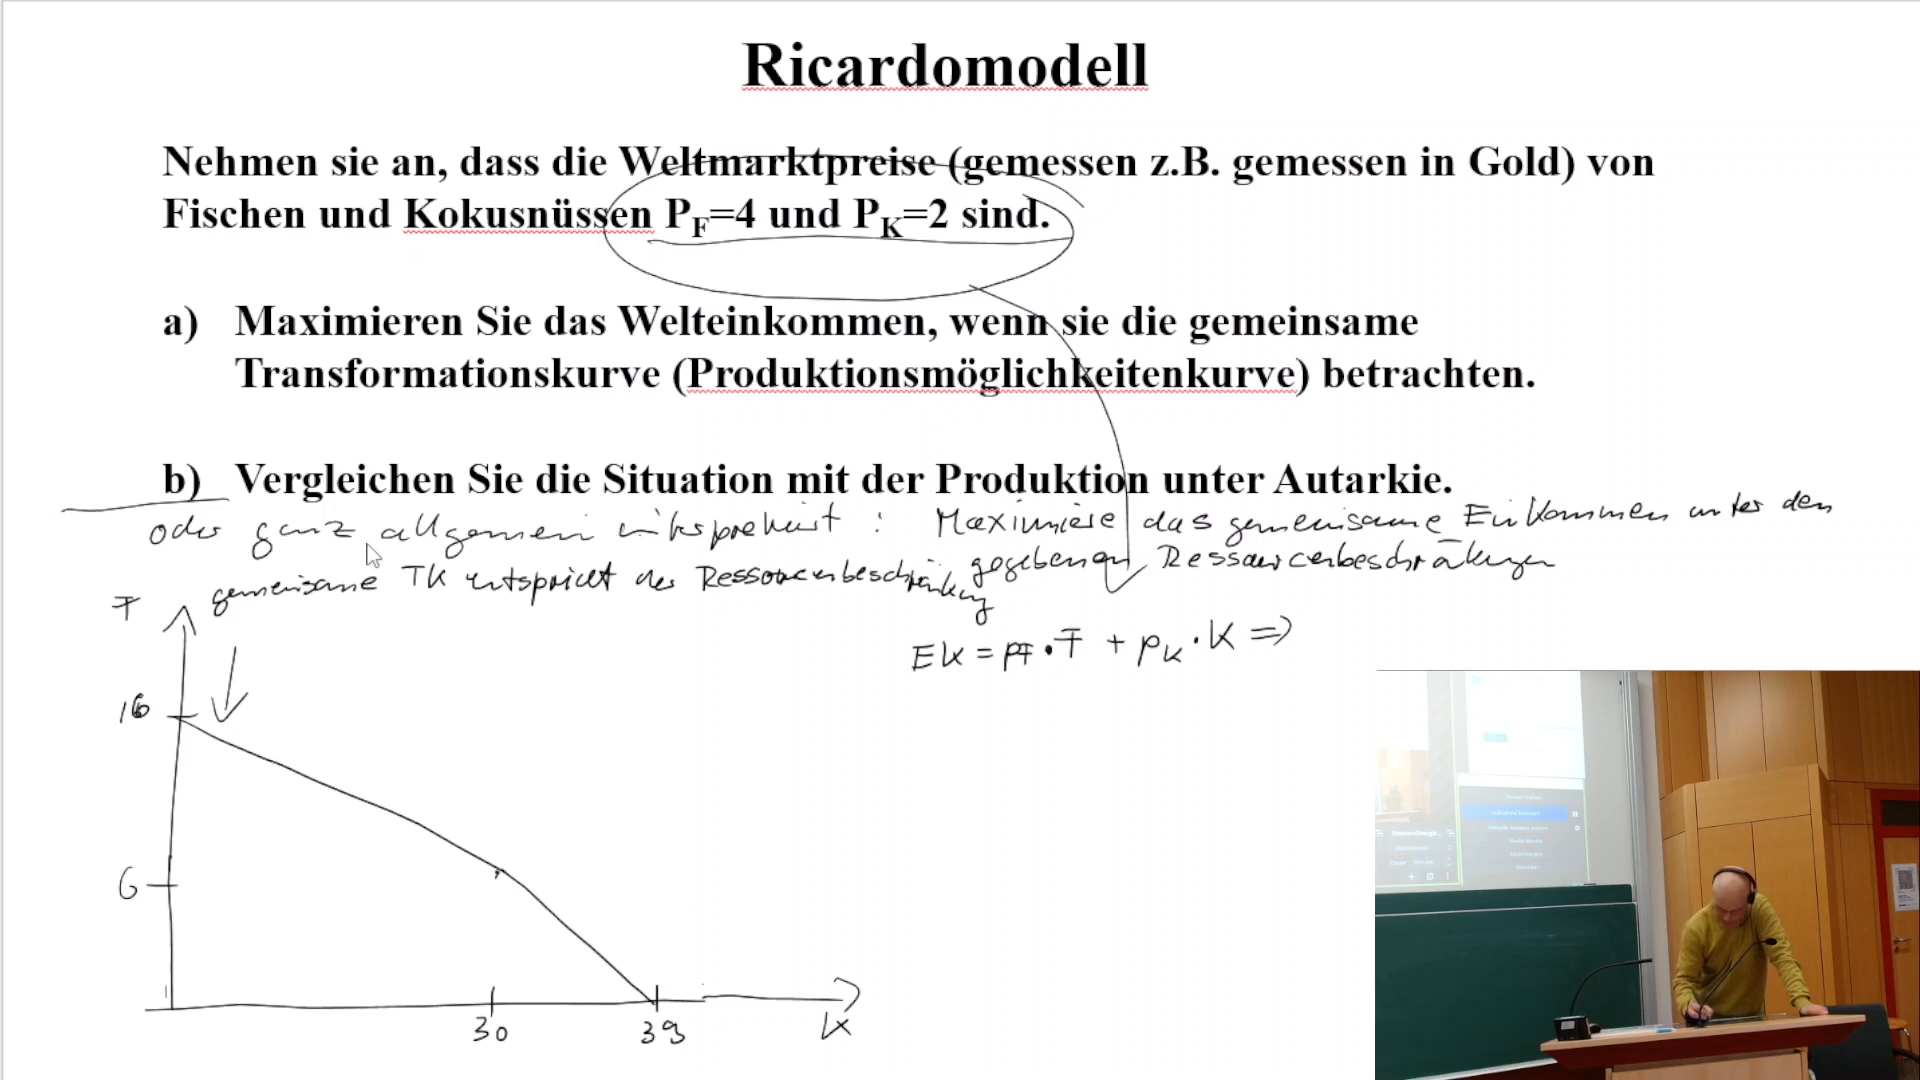 Ricardomodell
Nehmen sie an, dass die Weltmarktpreise (gemessen z.B. gemessen in Gold) von
Fischen und Kokusnüssen P_F=4 und P_K=2 sind.
a) Maximieren Sie das Welteinkommen, wenn sie die gemeinsame
Transformationskurve (Produktionsmöglichkeitenkurve) betrachten.
b) Vergleichen Sie die Situation mit der Produktion unter Autarkie.
oder ganz allgemein : Maximiere das gemeinsame Einkommen unter den
gegebenen Ressourcenbeschränkungen
gemeinsame TK entspricht der Ressourcenbeschränkung
F
EK = p_F · F + p_K · K =>
16
6
30
39
K